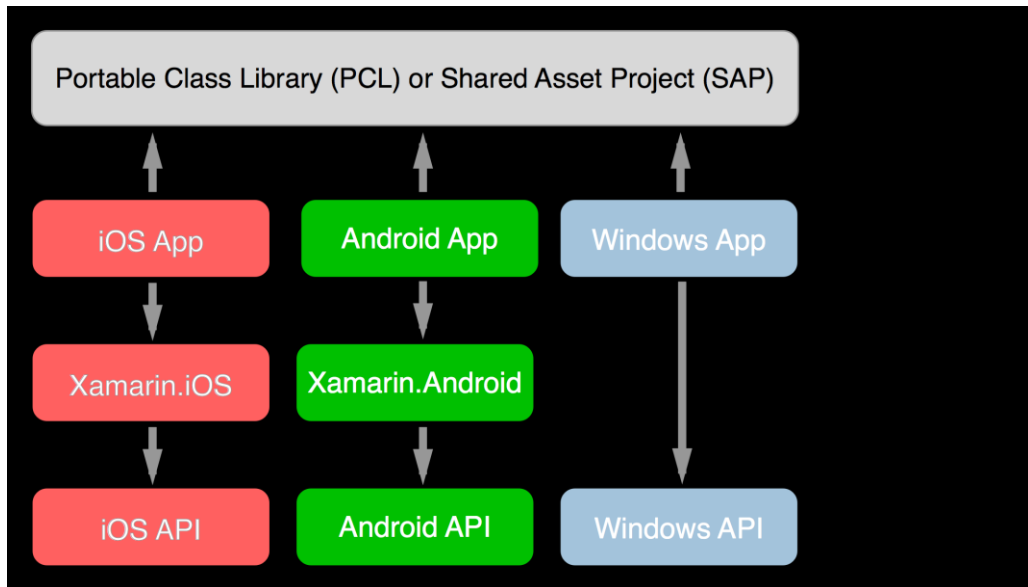 Portable Class Library (PCL) or Shared Asset Project (SAP)
iOS App
Android App
Windows App
Xamarin.iOS
Xamarin.Android
iOS API
Android API
Windows API